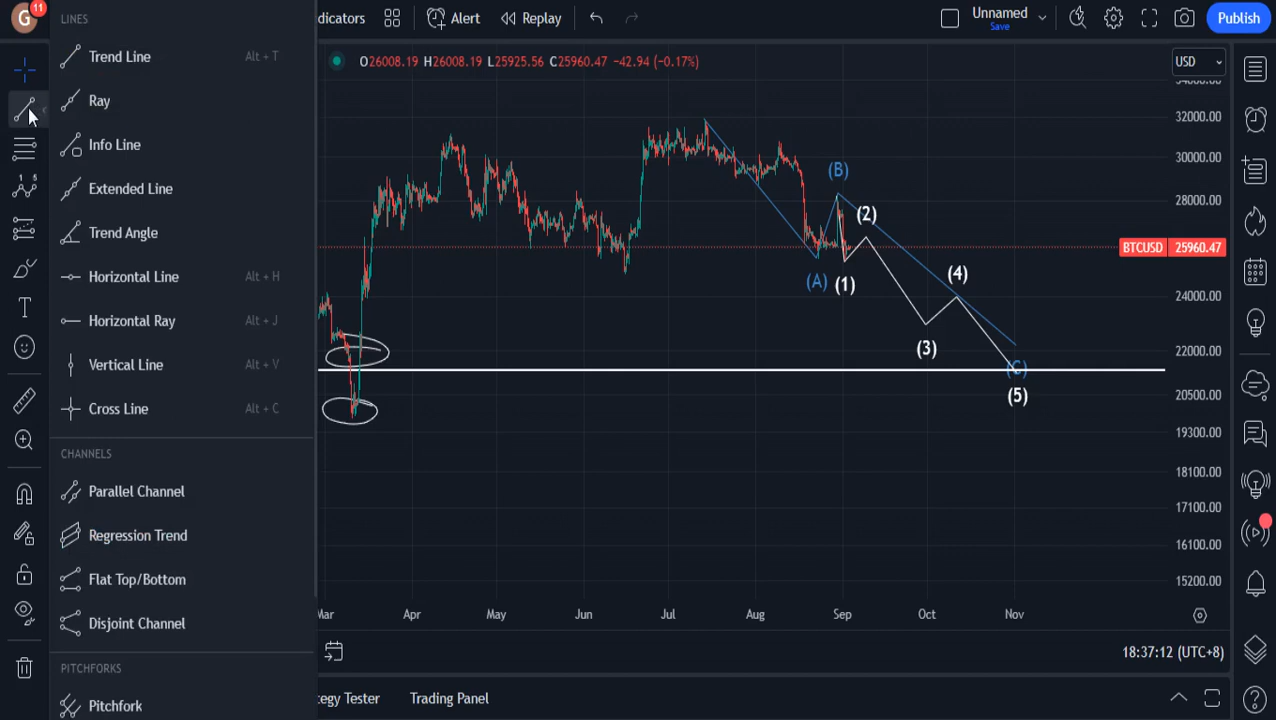 G
11
dicators
Alert
Replay
Unnamed
Save
Publish
LINES
Trend Line Alt + T
Ray
Info Line
Extended Line
Trend Angle
Horizontal Line Alt + H
Horizontal Ray Alt + J
Vertical Line Alt + V
Cross Line Alt + C
CHANNELS
Parallel Channel
Regression Trend
Flat Top/Bottom
Disjoint Channel
PITCHFORKS
Pitchfork
O26008.19 H26008.19 L25925.56 C25960.47 -42.94 (-0.17%)
USD
34000.00
32000.00
30000.00
28000.00
BTCUSD 25960.47
24000.00
22000.00
20500.00
19300.00
18100.00
17100.00
16100.00
15200.00
(B)
(2)
(A)
(1)
(4)
(3)
(C)
(5)
Mar Apr May Jun Jul Aug Sep Oct Nov
18:37:12 (UTC+8)
tegy Tester
Trading Panel